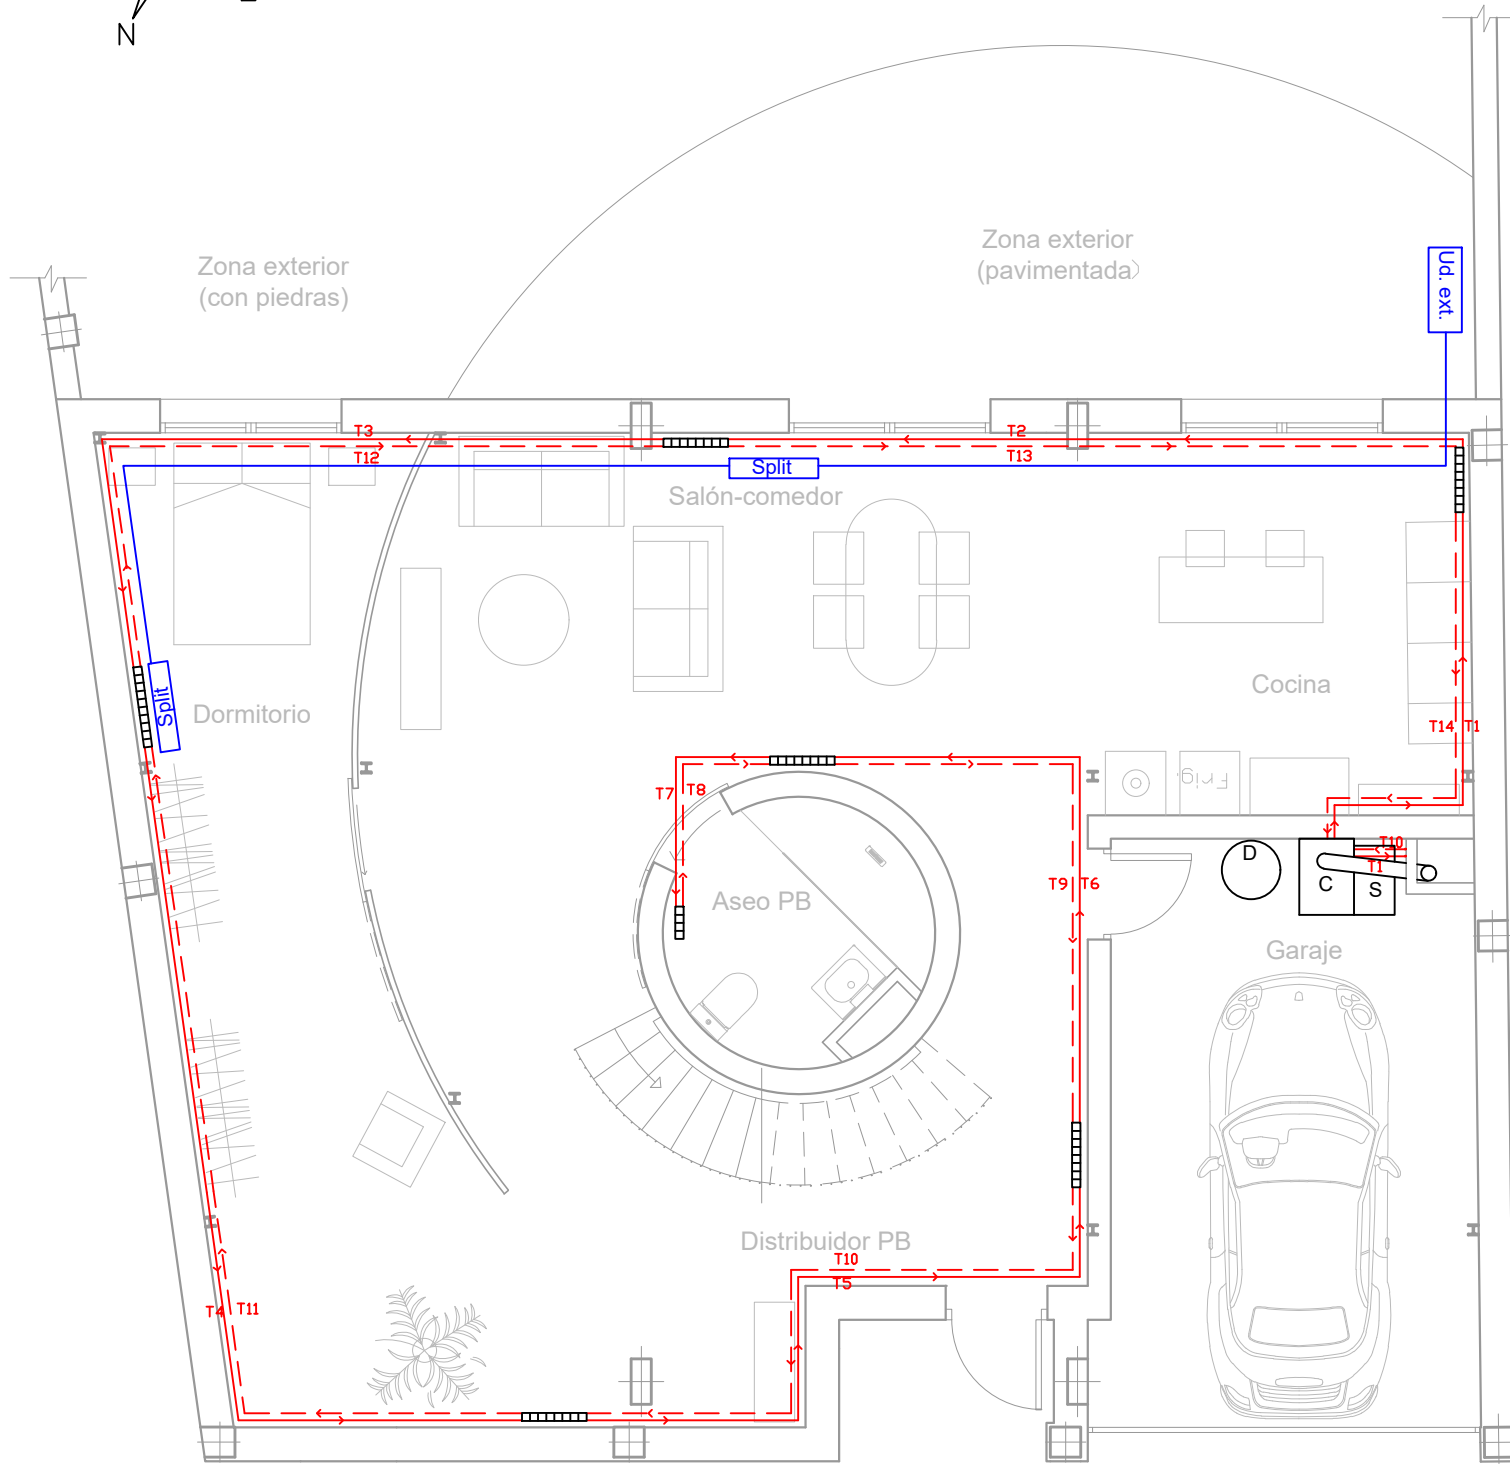 N
Zona exterior
(con piedras)
Zona exterior
(pavimentada)
Ud. ext.
T3
T2
T12
T13
Split
Salón-comedor
Split
Dormitorio
Cocina
T14
T1
Frig.
T7
T8
T10
T1
D
C
S
T9
T6
Aseo PB
Garaje
Distribuidor PB
T10
T5
T4
T11